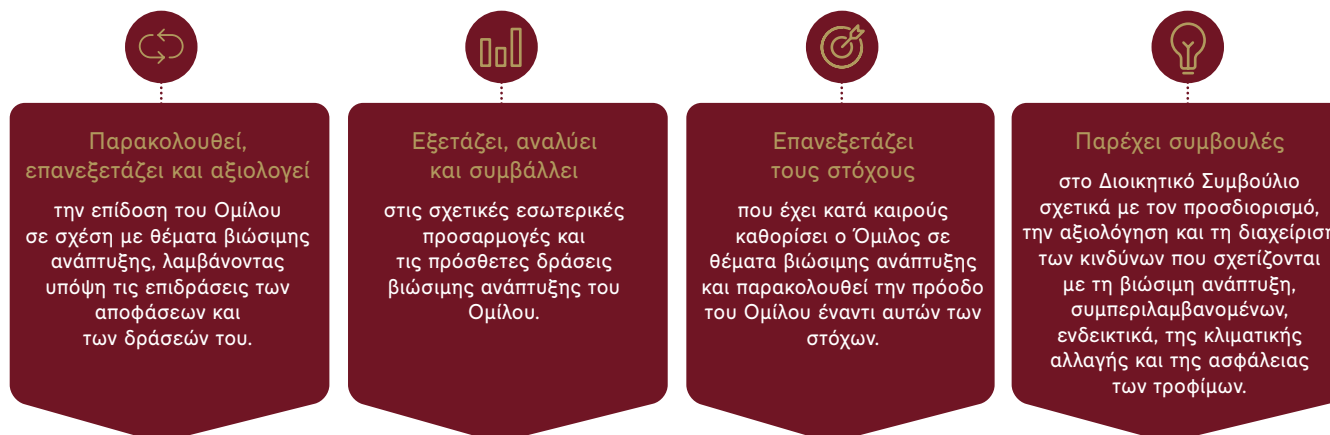 Παρακολουθεί,
επανεξετάζει και αξιολογεί
την επίδοση του Ομίλου
σε σχέση με θέματα βιώσιμης
ανάπτυξης, λαμβάνοντας
υπόψη τις επιδράσεις των
αποφάσεων και
των δράσεών του.
Εξετάζει, αναλύει
και συμβάλλει
στις σχετικές εσωτερικές
προσαρμογές και
τις πρόσθετες δράσεις
βιώσιμης ανάπτυξης του
Ομίλου.
Επανεξετάζει
τους στόχους
που έχει κατά καιρούς
καθορίσει ο Όμιλος σε
θέματα βιώσιμης ανάπτυξης
και παρακολουθεί την πρόοδο
του Ομίλου έναντι αυτών των
στόχων.
Παρέχει συμβουλές
στο Διοικητικό Συμβούλιο
σχετικά με τον προσδιορισμό,
την αξιολόγηση και τη διαχείριση
των κινδύνων που σχετίζονται
με τη βιώσιμη ανάπτυξη,
συμπεριλαμβανομένων,
ενδεικτικά, της κλιματικής
αλλαγής και της ασφάλειας
των τροφίμων.